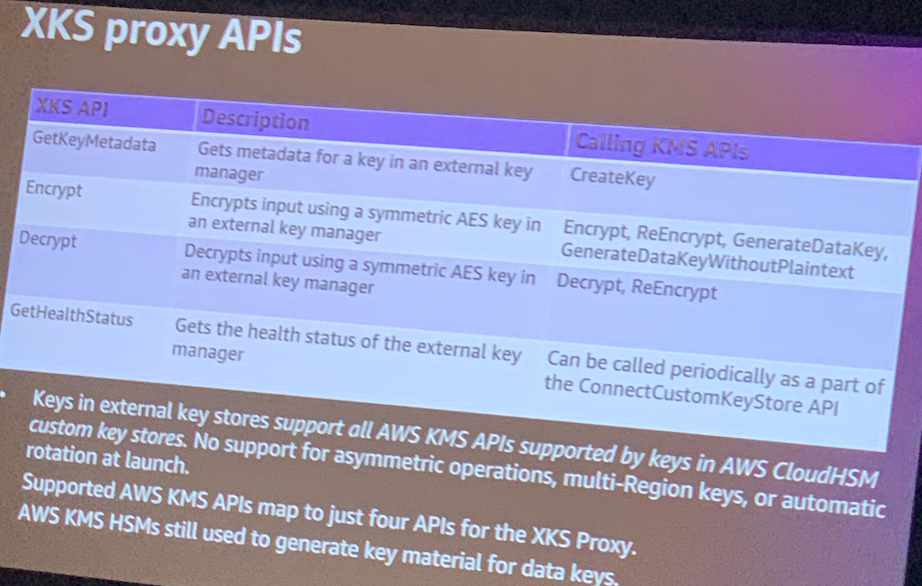 XKS proxy APIs
XKS API
Description
Calling KMS APIs
GetKeyMetadata
Gets metadata for a key in an external key
manager
CreateKey
Encrypt
Encrypts input using a symmetric AES key in
an external key manager
Encrypt, ReEncrypt, GenerateDataKey,
GenerateDataKeyWithoutPlaintext
Decrypt
Decrypts input using a symmetric AES key in
an external key manager
Decrypt, ReEncrypt
GetHealthStatus
Gets the health status of the external key
manager
Can be called periodically as a part of
the ConnectCustomKeyStore API
• Keys in external key stores support all AWS KMS APIs supported by keys in AWS CloudHSM
custom key stores. No support for asymmetric operations, multi-Region keys, or automatic
rotation at launch.
Supported AWS KMS APIs map to just four APIs for the XKS Proxy.
AWS KMS HSMs still used to generate key material for data keys.